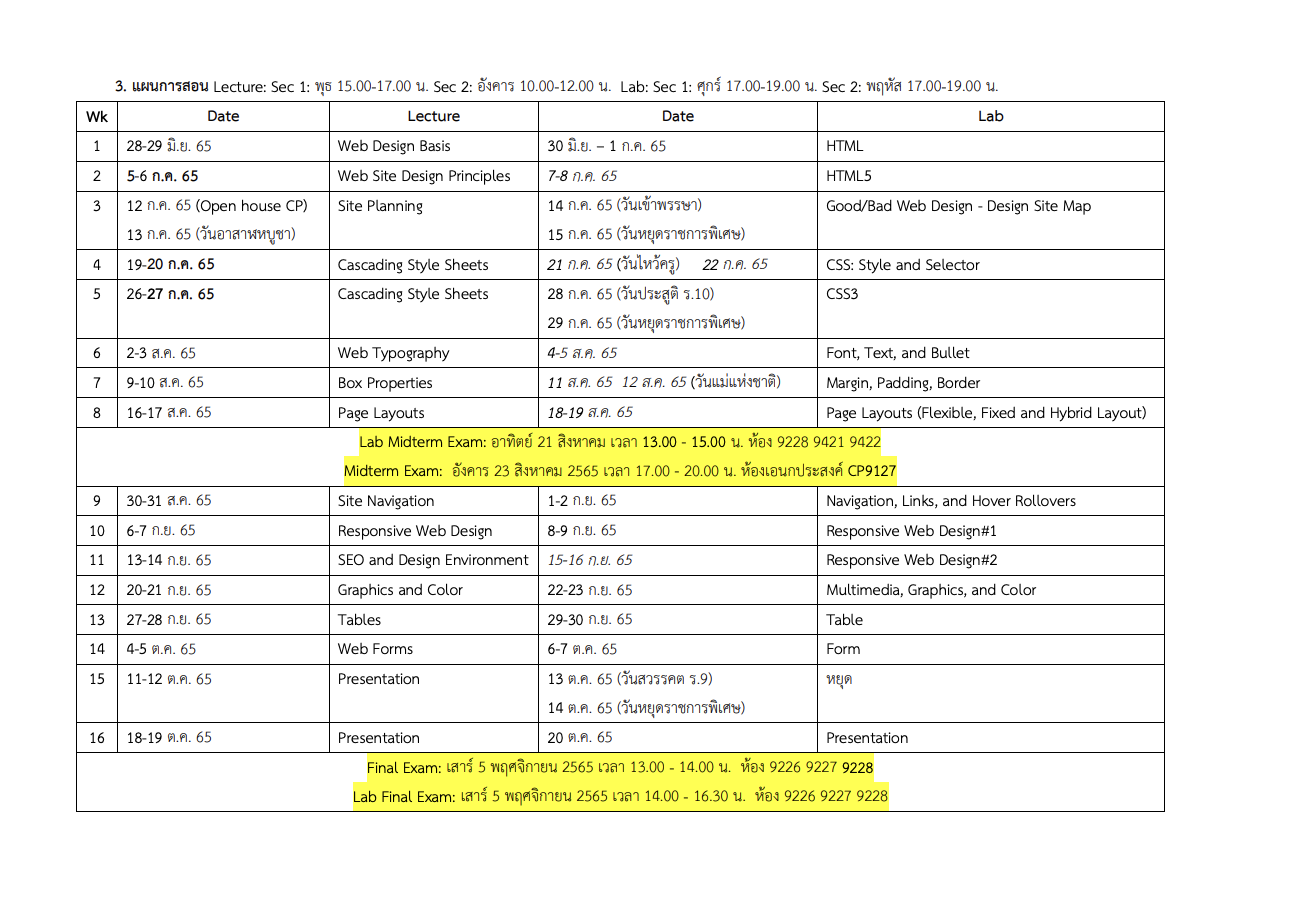 3. แผนการสอน Lecture: Sec 1: พุธ 15.00-17.00 น. Sec 2: อังคาร 10.00-12.00 น. Lab: Sec 1: ศุกร์ 17.00-19.00 น. Sec 2: พฤหัส 17.00-19.00 น.
Wk Date Lecture Date Lab
1 28-29 มิ.ย. 65 Web Design Basis 30 มิ.ย. – 1 ก.ค. 65 HTML
2 5-6 ก.ค. 65 Web Site Design Principles 7-8 ก.ค. 65 HTML5
3 12 ก.ค. 65 (Open house CP) Site Planning 14 ก.ค. 65 (วันเข้าพรรษา) Good/Bad Web Design - Design Site Map
13 ก.ค. 65 (วันอาสาฬหบูชา) 15 ก.ค. 65 (วันหยุดราชการพิเศษ)
4 19-20 ก.ค. 65 Cascading Style Sheets 21 ก.ค. 65 (วันไหว้ครู) 22 ก.ค. 65 CSS: Style and Selector
5 26-27 ก.ค. 65 Cascading Style Sheets 28 ก.ค. 65 (วันประสูติ ร.10) CSS3
29 ก.ค. 65 (วันหยุดราชการพิเศษ)
6 2-3 ส.ค. 65 Web Typography 4-5 ส.ค. 65 Font, Text, and Bullet
7 9-10 ส.ค. 65 Box Properties 11 ส.ค. 65 12 ส.ค. 65 (วันแม่แห่งชาติ) Margin, Padding, Border
8 16-17 ส.ค. 65 Page Layouts 18-19 ส.ค. 65 Page Layouts (Flexible, Fixed and Hybrid Layout)
Lab Midterm Exam: อาทิตย์ 21 สิงหาคม เวลา 13.00 - 15.00 น. ห้อง 9228 9421 9422
Midterm Exam: อังคาร 23 สิงหาคม 2565 เวลา 17.00 - 20.00 น. ห้องเอนกประสงค์ CP9127
9 30-31 ส.ค. 65 Site Navigation 1-2 ก.ย. 65 Navigation, Links, and Hover Rollovers
10 6-7 ก.ย. 65 Responsive Web Design 8-9 ก.ย. 65 Responsive Web Design#1
11 13-14 ก.ย. 65 SEO and Design Environment 15-16 ก.ย. 65 Responsive Web Design#2
12 20-21 ก.ย. 65 Graphics and Color 22-23 ก.ย. 65 Multimedia, Graphics, and Color
13 27-28 ก.ย. 65 Tables 29-30 ก.ย. 65 Table
14 4-5 ต.ค. 65 Web Forms 6-7 ต.ค. 65 Form
15 11-12 ต.ค. 65 Presentation 13 ต.ค. 65 (วันสวรรคต ร.9) หยุด
14 ต.ค. 65 (วันหยุดราชการพิเศษ)
16 18-19 ต.ค. 65 Presentation 20 ต.ค. 65 Presentation
Final Exam: เสาร์ 5 พฤศจิกายน 2565 เวลา 13.00 - 14.00 น. ห้อง 9226 9227 9228
Lab Final Exam: เสาร์ 5 พฤศจิกายน 2565 เวลา 14.00 - 16.30 น. ห้อง 9226 9227 9228